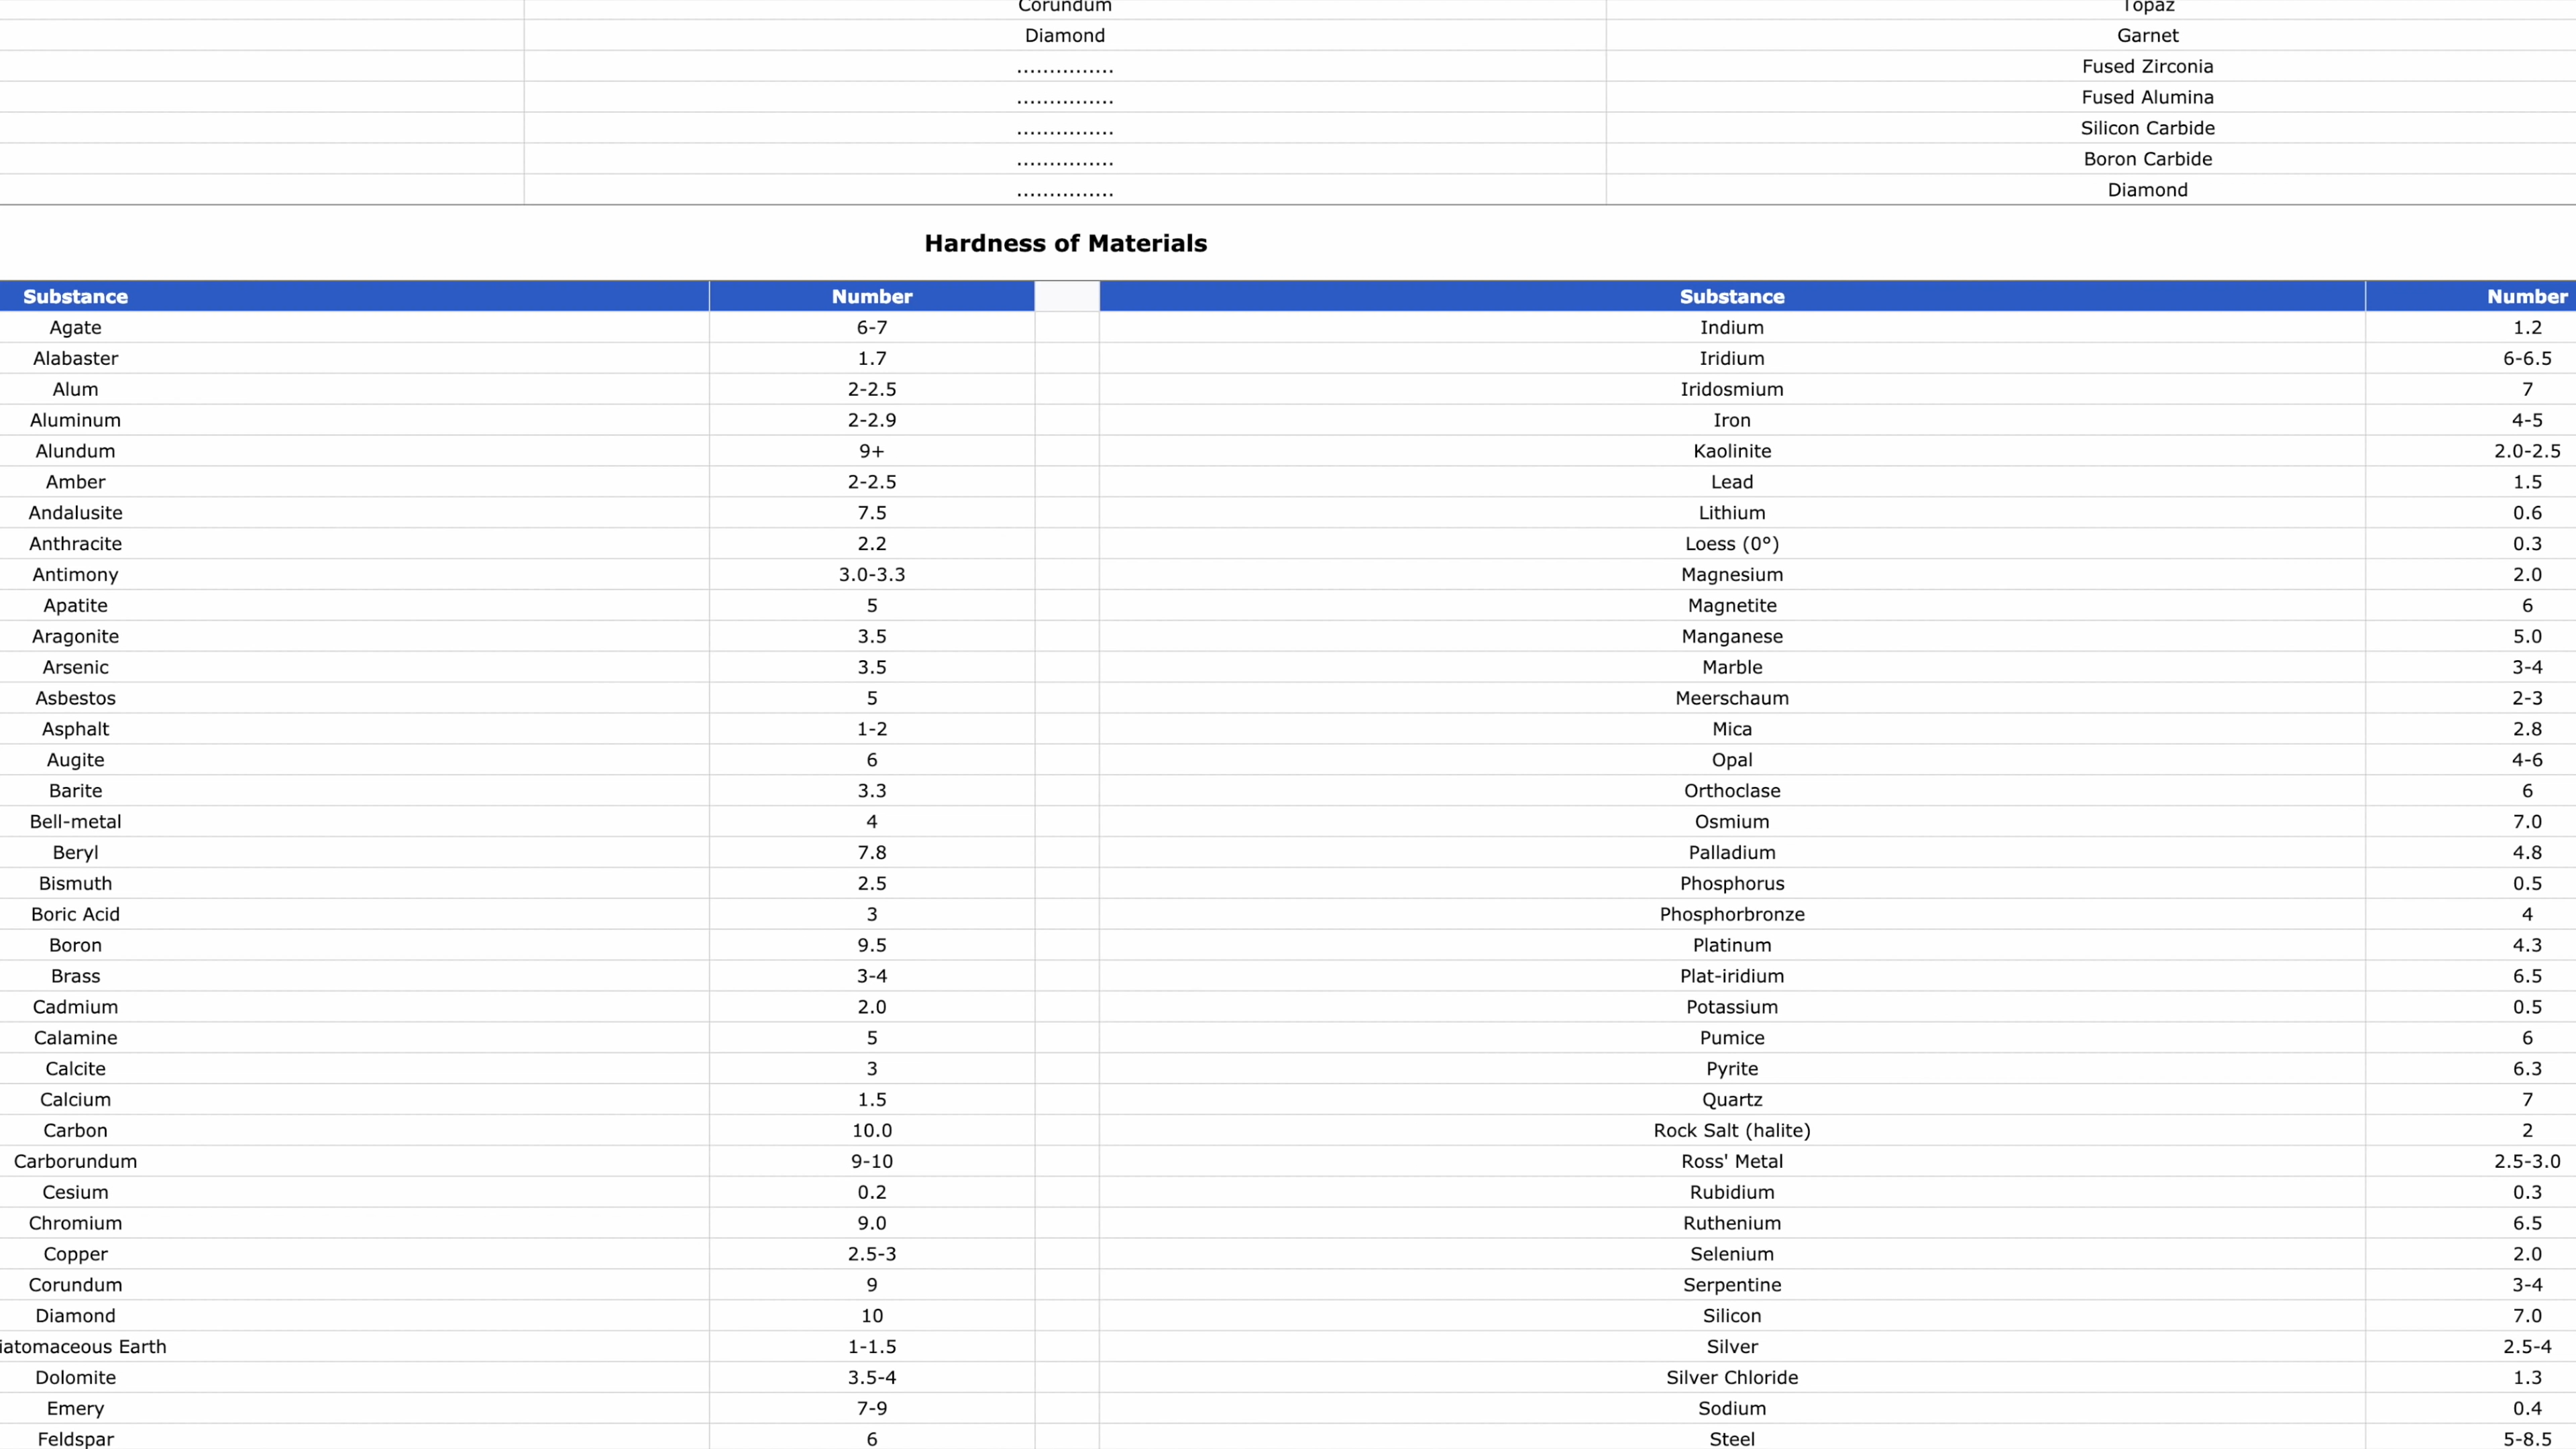 Corundum Topaz
Diamond Garnet
............... Fused Zirconia
............... Fused Alumina
............... Silicon Carbide
............... Boron Carbide
............... Diamond
Hardness of Materials
Substance Number Substance Number
Agate 6-7 Indium 1.2
Alabaster 1.7 Iridium 6-6.5
Alum 2-2.5 Iridosmium 7
Aluminum 2-2.9 Iron 4-5
Alundum 9+ Kaolinite 2.0-2.5
Amber 2-2.5 Lead 1.5
Andalusite 7.5 Lithium 0.6
Anthracite 2.2 Loess (0°) 0.3
Antimony 3.0-3.3 Magnesium 2.0
Apatite 5 Magnetite 6
Aragonite 3.5 Manganese 5.0
Arsenic 3.5 Marble 3-4
Asbestos 5 Meerschaum 2-3
Asphalt 1-2 Mica 2.8
Augite 6 Opal 4-6
Barite 3.3 Orthoclase 6
Bell-metal 4 Osmium 7.0
Beryl 7.8 Palladium 4.8
Bismuth 2.5 Phosphorus 0.5
Boric Acid 3 Phosphorbronze 4
Boron 9.5 Platinum 4.3
Brass 3-4 Plat-iridium 6.5
Cadmium 2.0 Potassium 0.5
Calamine 5 Pumice 6
Calcite 3 Pyrite 6.3
Calcium 1.5 Quartz 7
Carbon 10.0 Rock Salt (halite) 2
Carborundum 9-10 Ross' Metal 2.5-3.0
Cesium 0.2 Rubidium 0.3
Chromium 9.0 Ruthenium 6.5
Copper 2.5-3 Selenium 2.0
Corundum 9 Serpentine 3-4
Diamond 10 Silicon 7.0
iatomaceous Earth 1-1.5 Silver 2.5-4
Dolomite 3.5-4 Silver Chloride 1.3
Emery 7-9 Sodium 0.4
Feldspar 6 Steel 5-8.5